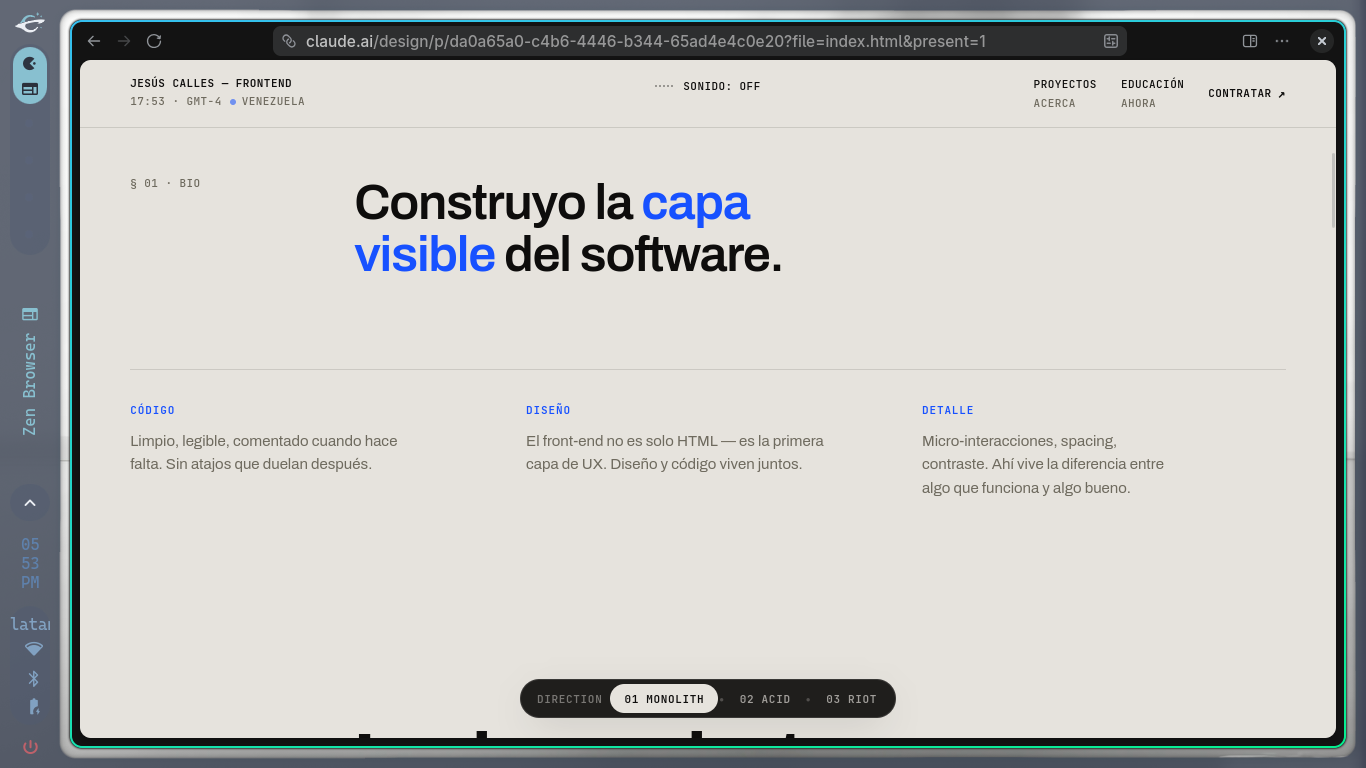 claude.ai/design/p/da0a65a0-c4b6-4446-b344-65ad4e4c0e20?file=index.html&present=1
JESÚS CALLES — FRONTEND
17:53 · GMT-4 VENEZUELA
SONIDO: OFF
PROYECTOS
ACERCA
EDUCACIÓN
AHORA
CONTRATAR ↗
§ 01 · BIO
Construyo la capa
visible del software.
CÓDIGO
Limpio, legible, comentado cuando hace
falta. Sin atajos que duelan después.
DISEÑO
El front-end no es solo HTML — es la primera
capa de UX. Diseño y código viven juntos.
DETALLE
Micro-interacciones, spacing,
contraste. Ahí vive la diferencia entre
algo que funciona y algo bueno.
DIRECTION 01 MONOLITH 02 ACID 03 RIOT
Zen Browser
05
53
PM
latam